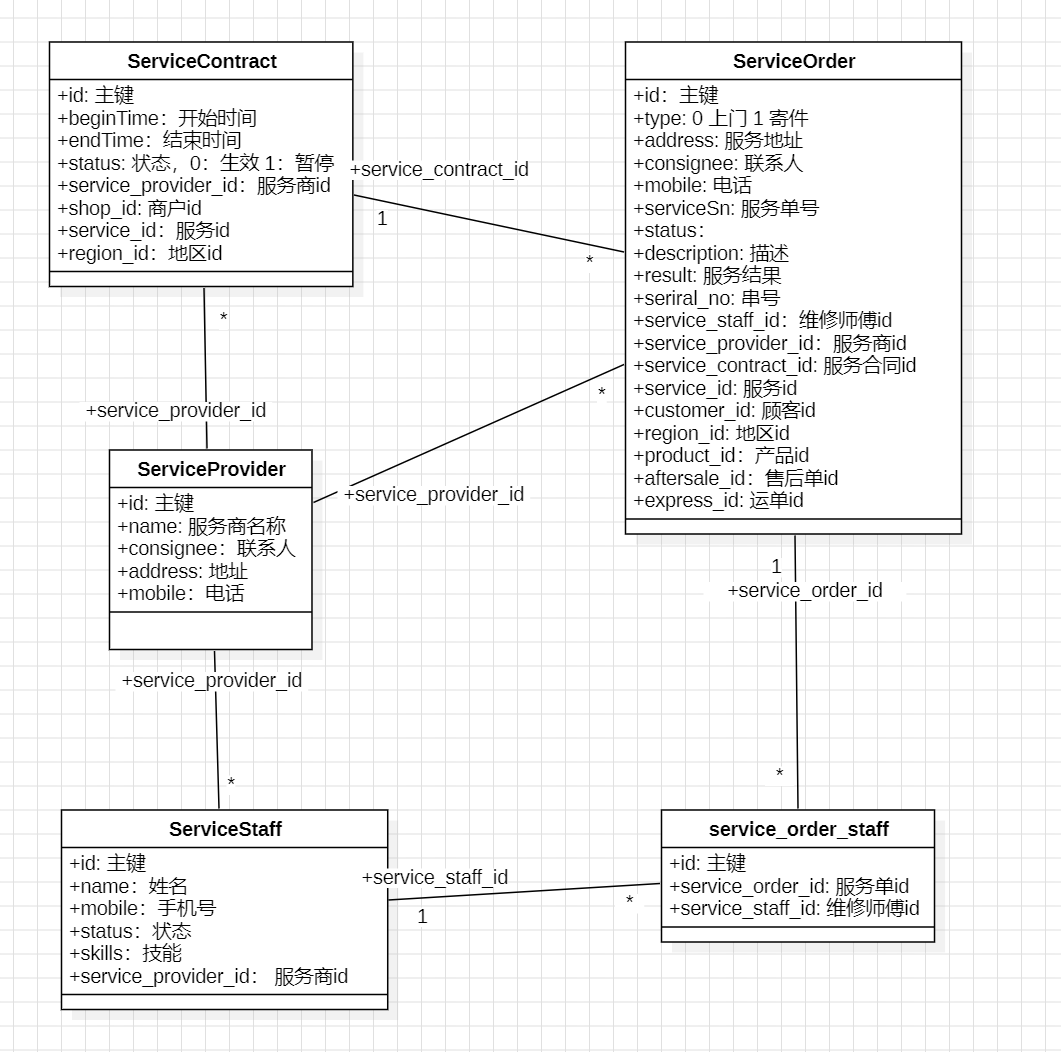 ServiceContract
+id: 主键
+beginTime：开始时间
+endTime：结束时间
+status: 状态，0：生效 1：暂停
+service_provider_id：服务商id
+shop_id: 商户id
+service_id：服务id
+region_id：地区id
+service_contract_id
1
*
*
+service_provider_id
ServiceOrder
+id：主键
+type: 0 上门 1 寄件
+address: 服务地址
+consignee: 联系人
+mobile: 电话
+serviceSn: 服务单号
+status：
+description: 描述
+result: 服务结果
+seriral_no: 串号
+service_staff_id：维修师傅id
+service_provider_id：服务商id
+service_contract_id: 服务合同id
+service_id: 服务id
+customer_id: 顾客id
+region_id: 地区id
+product_id：产品id
+aftersale_id：售后单id
+express_id: 运单id
*
+service_provider_id
ServiceProvider
+id: 主键
+name: 服务商名称
+consignee：联系人
+address: 地址
+mobile：电话
+service_provider_id
*
1
+service_order_id
*
ServiceStaff
+id: 主键
+name：姓名
+mobile：手机号
+status：状态
+skills：技能
+service_provider_id： 服务商id
+service_staff_id
1
*
service_order_staff
+id: 主键
+service_order_id: 服务单id
+service_staff_id: 维修师傅id